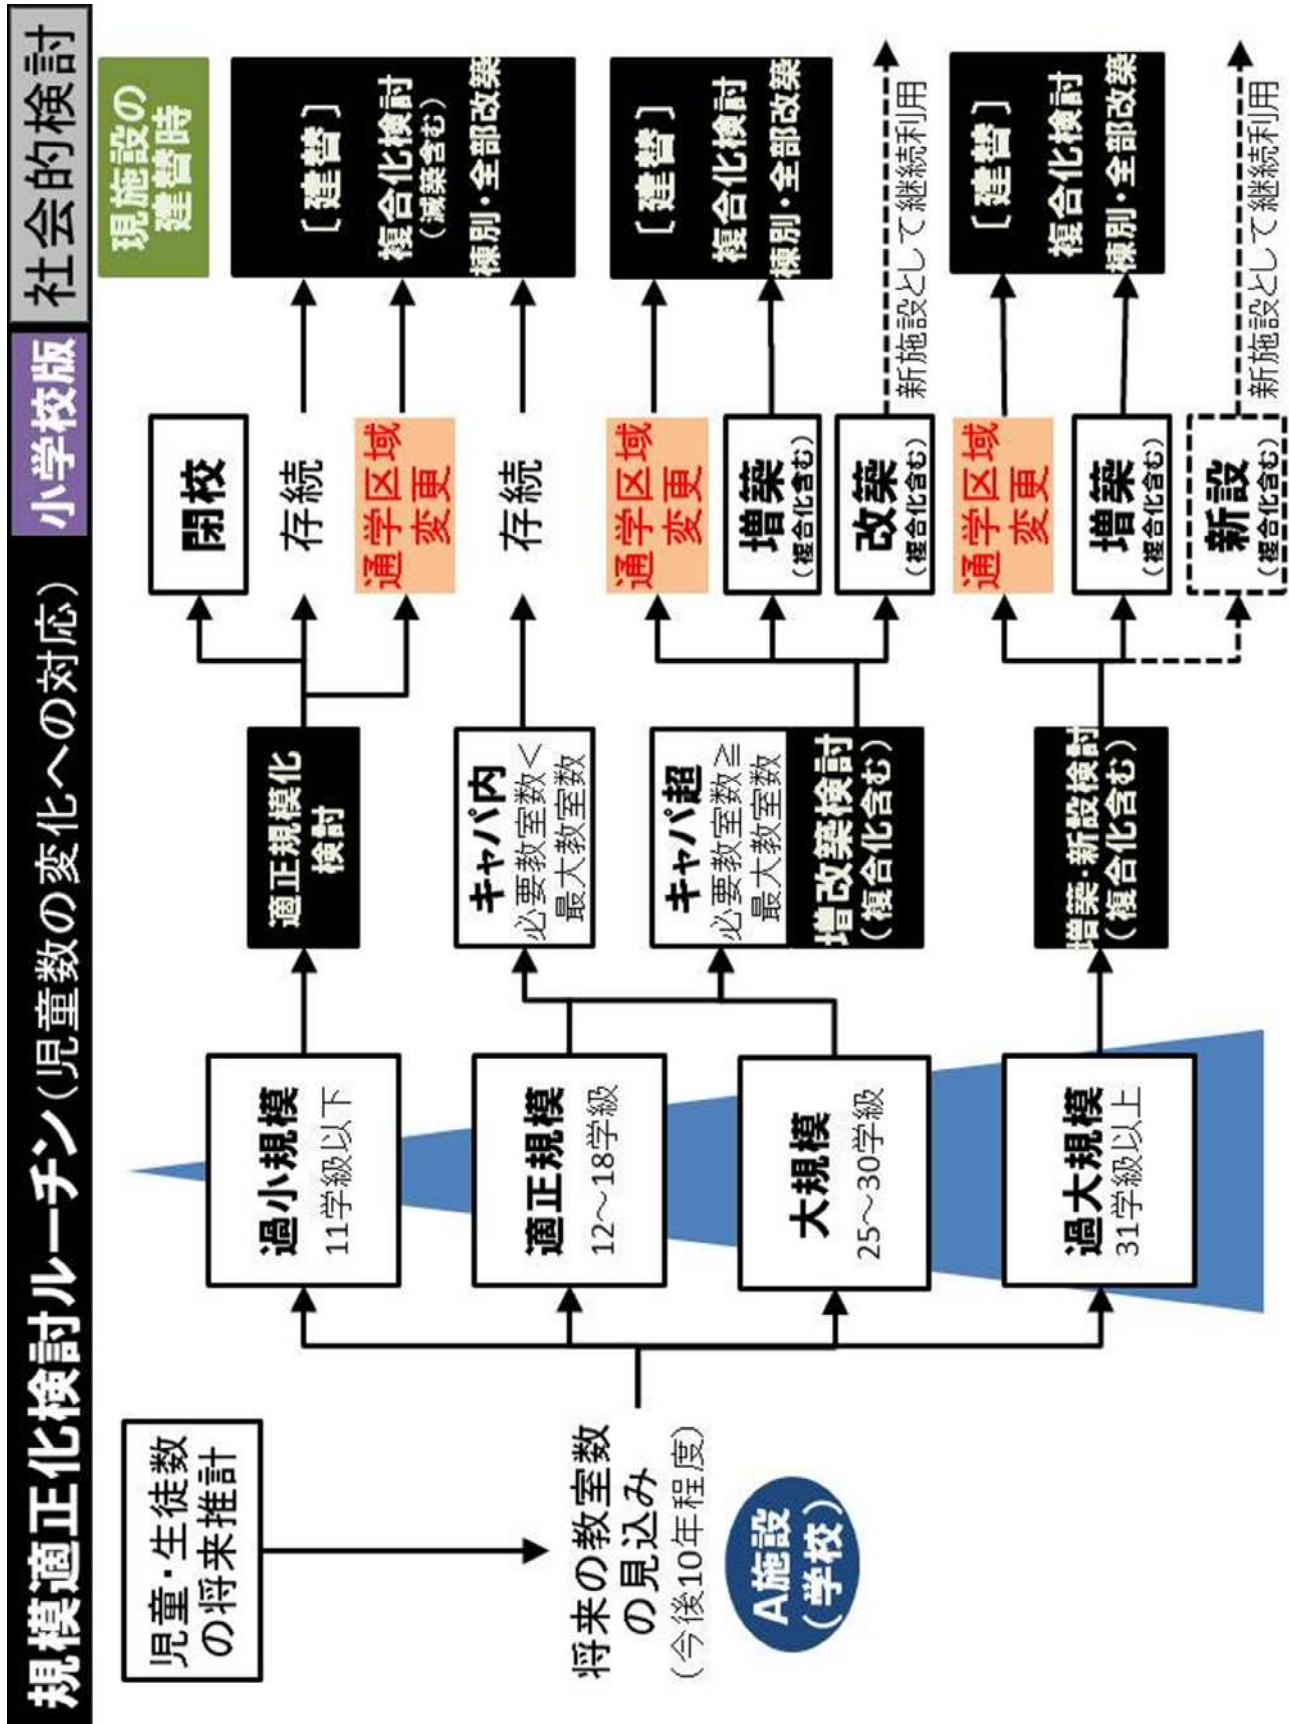 規模適正化検討ルーチン(児童数の変化への対応)
小学校版
社会的検討
児童・生徒数
の将来推計
将来の教室数
の見込み
(今後10年程度)
A施設
(学校)
過小規模
11学級以下
適正規模
12~18学級
大規模
25~30学級
過大規模
31学級以上
適正規模化
検討
キャパ内
必要教室数<
最大教室数
キャパ超
必要教室数≧
最大教室数
増改築検討
(複合化含む)
増築・新設検討
(複合化含む)
閉校
存続
通学区域
変更
存続
通学区域
変更
増築
(複合化含む)
改築
(複合化含む)
通学区域
変更
増築
(複合化含む)
新設
(複合化含む)
現施設の
建替時
[建替]
複合化検討
(減築含む)
棟別・全部改築
[建替]
複合化検討
棟別・全部改築
新施設として継続利用
[建替]
複合化検討
棟別・全部改築
新施設として継続利用